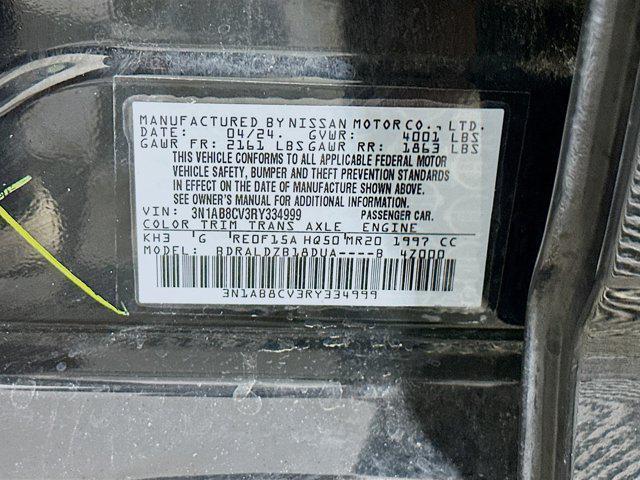 MANUFACTURED BY NISSAN MOTOR CO., LTD.
DATE: 04/24. GVWR: 4001 LBS
GAWR FR: 2161 LBS GAWR RR: 1863 LBS
THIS VEHICLE CONFORMS TO ALL APPLICABLE FEDERAL MOTOR
VEHICLE SAFETY, BUMPER AND THEFT PREVENTION STANDARDS
IN EFFECT ON THE DATE OF MANUFACTURE SHOWN ABOVE.
SEE OWNER'S MANUAL FOR ADDITIONAL INFORMATION.
VIN: 3N1AB8CV3RY334999 PASSENGER CAR.
COLOR TRIM TRANS AXLE ENGINE
KH3 G RE0F15A HQ50 MR20 1997 CC
MODEL: BDRALDZB18DUA----B 4Z000
3N1AB8CV3RY334999